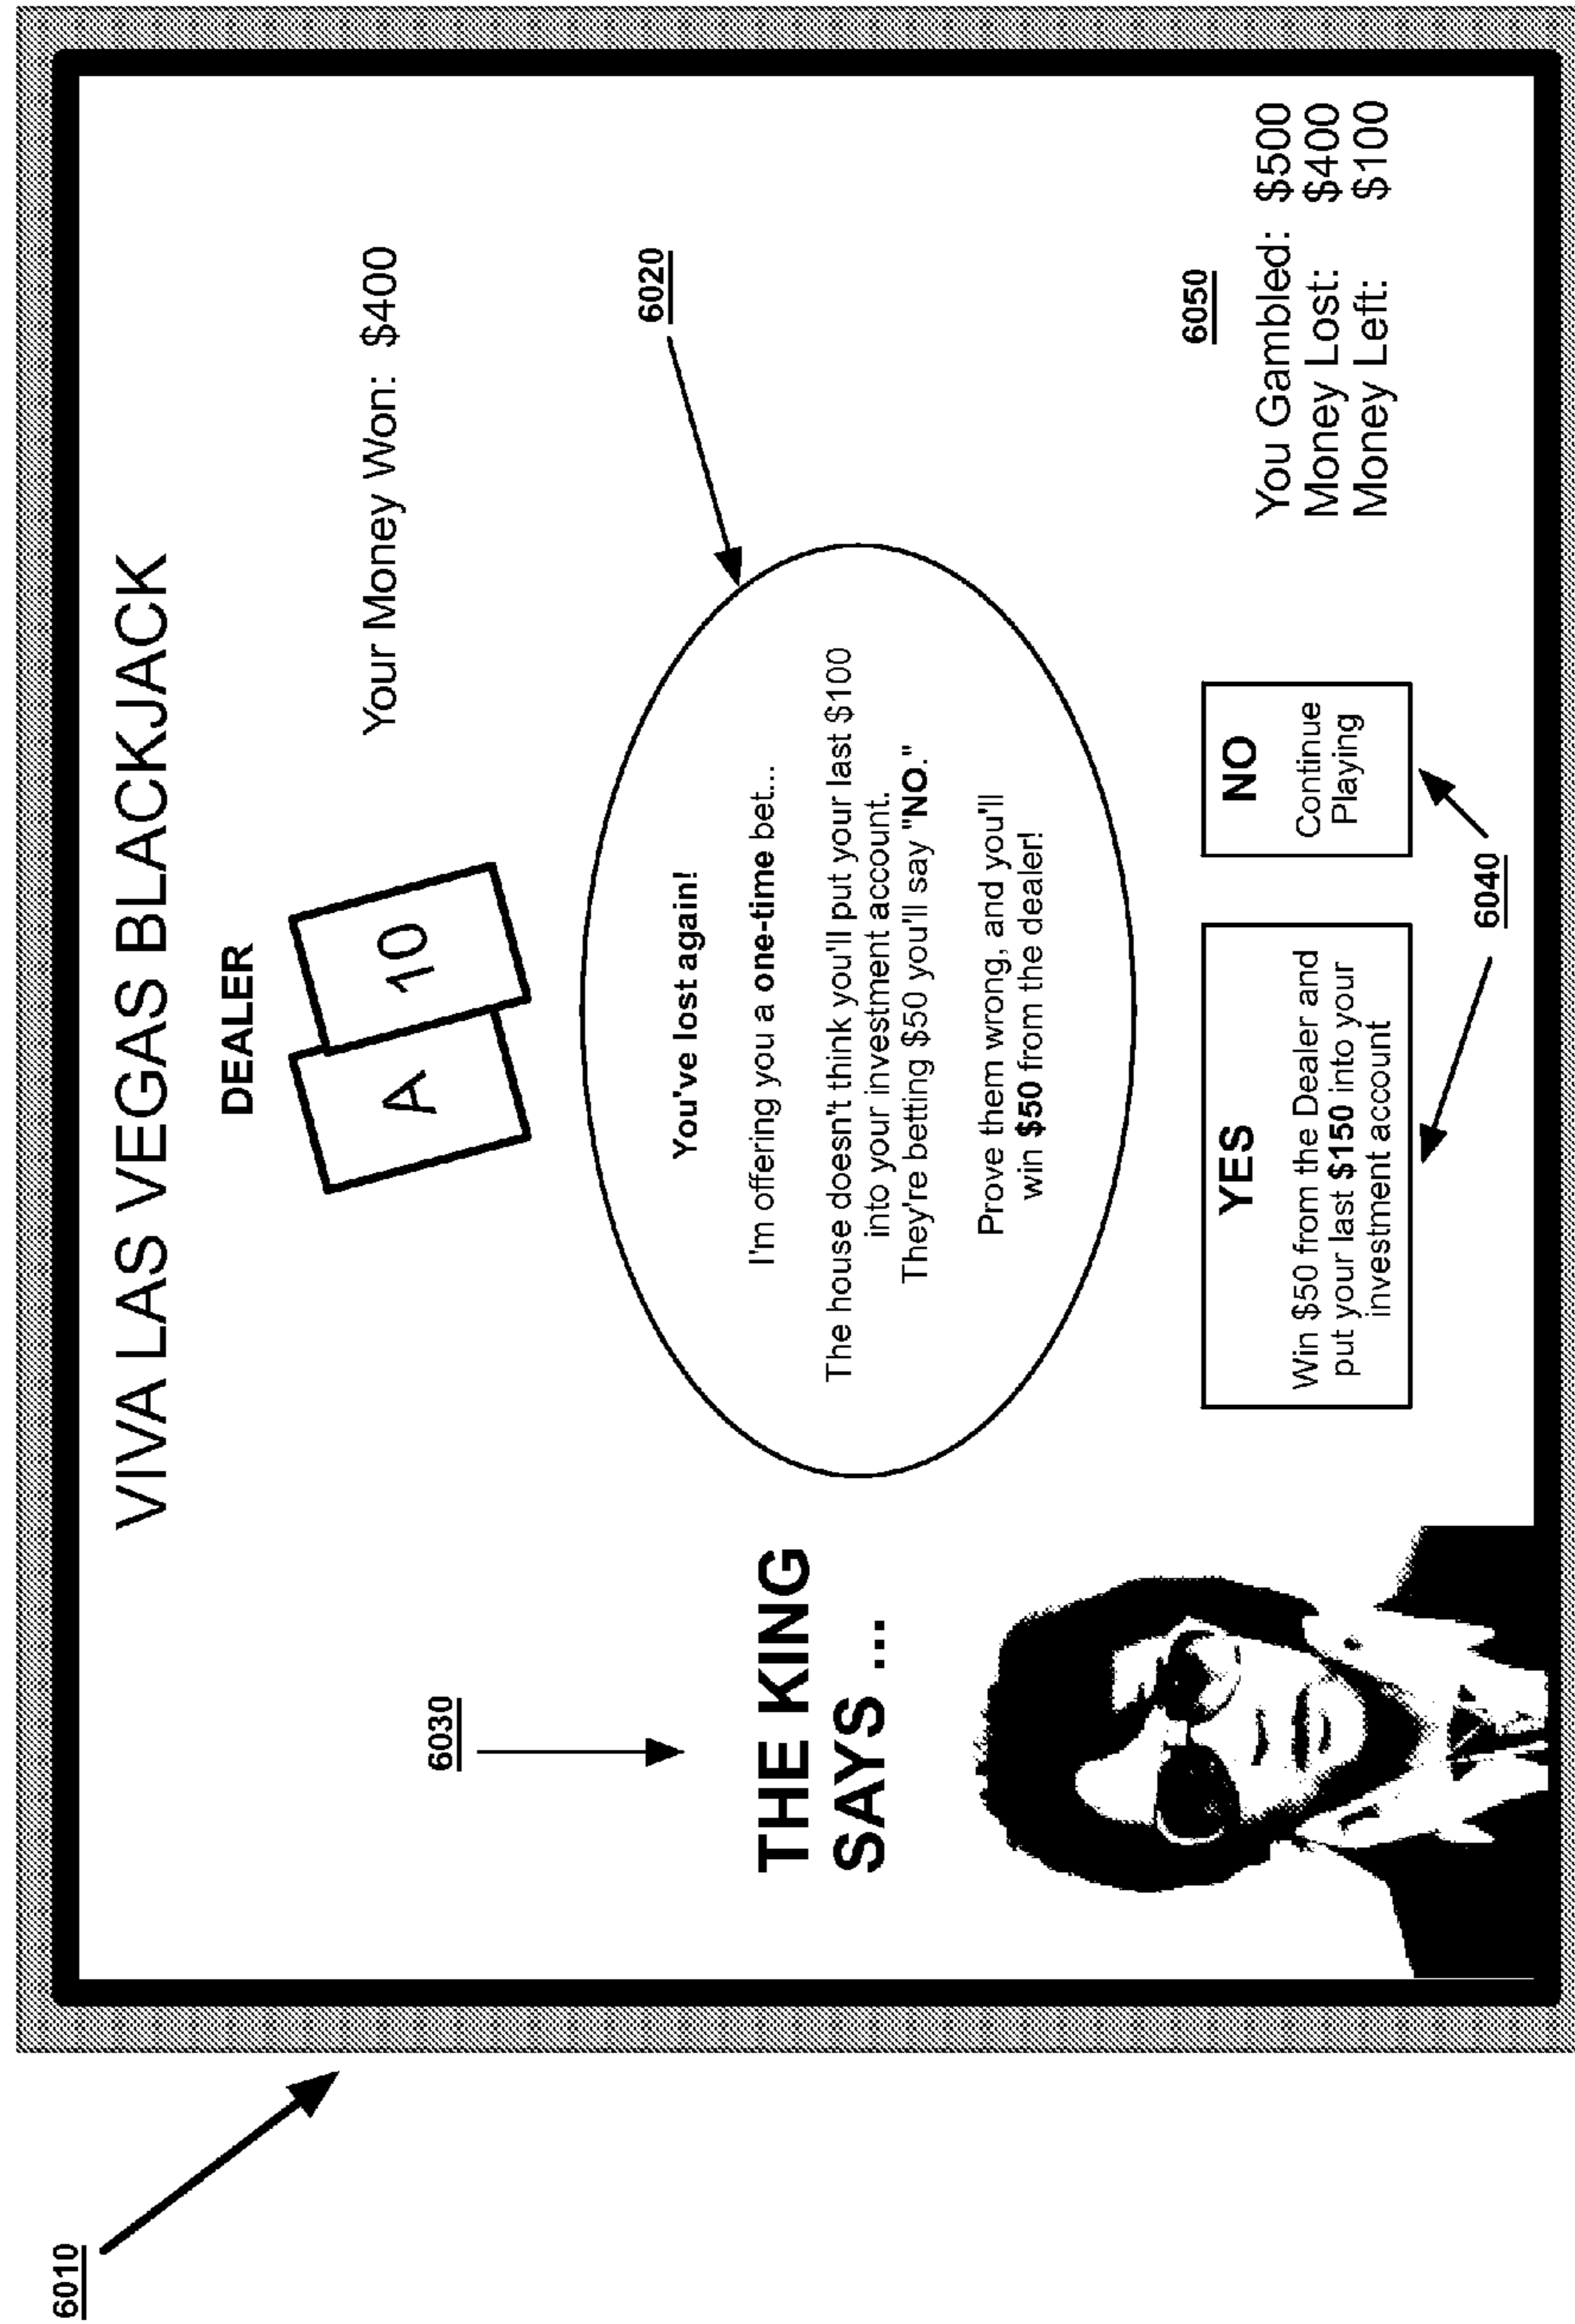 VIVA LAS VEGAS BLACKJACK
DEALER
A
10
Your Money Won: $400
6030
6020
THE KING
SAYS ...
You've lost again!
I'm offering you a one-time bet...
The house doesn't think you'll put your last $100
into your investment account.
They're betting $50 you'll say "NO."
Prove them wrong, and you'll
win $50 from the dealer!
YES
Win $50 from the Dealer and
put your last $150 into your
investment account
NO
Continue
Playing
6040
6050
You Gambled: $500
Money Lost: $400
Money Left: $100
6010